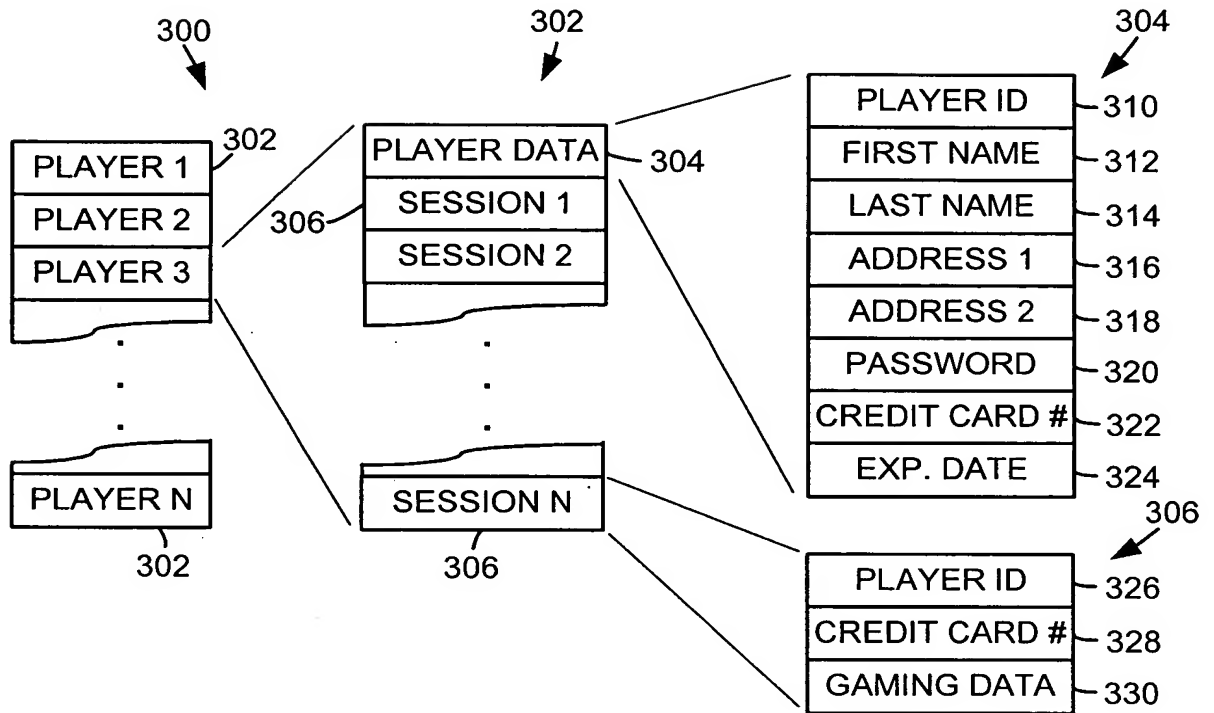 300
302
PLAYER 1
PLAYER 2
PLAYER 3
PLAYER N
302
302
PLAYER DATA
304
306
SESSION 1
SESSION 2
SESSION N
306
304
PLAYER ID
310
FIRST NAME
312
LAST NAME
314
ADDRESS 1
316
ADDRESS 2
318
PASSWORD
320
CREDIT CARD #
322
EXP. DATE
324
306
PLAYER ID
326
CREDIT CARD #
328
GAMING DATA
330